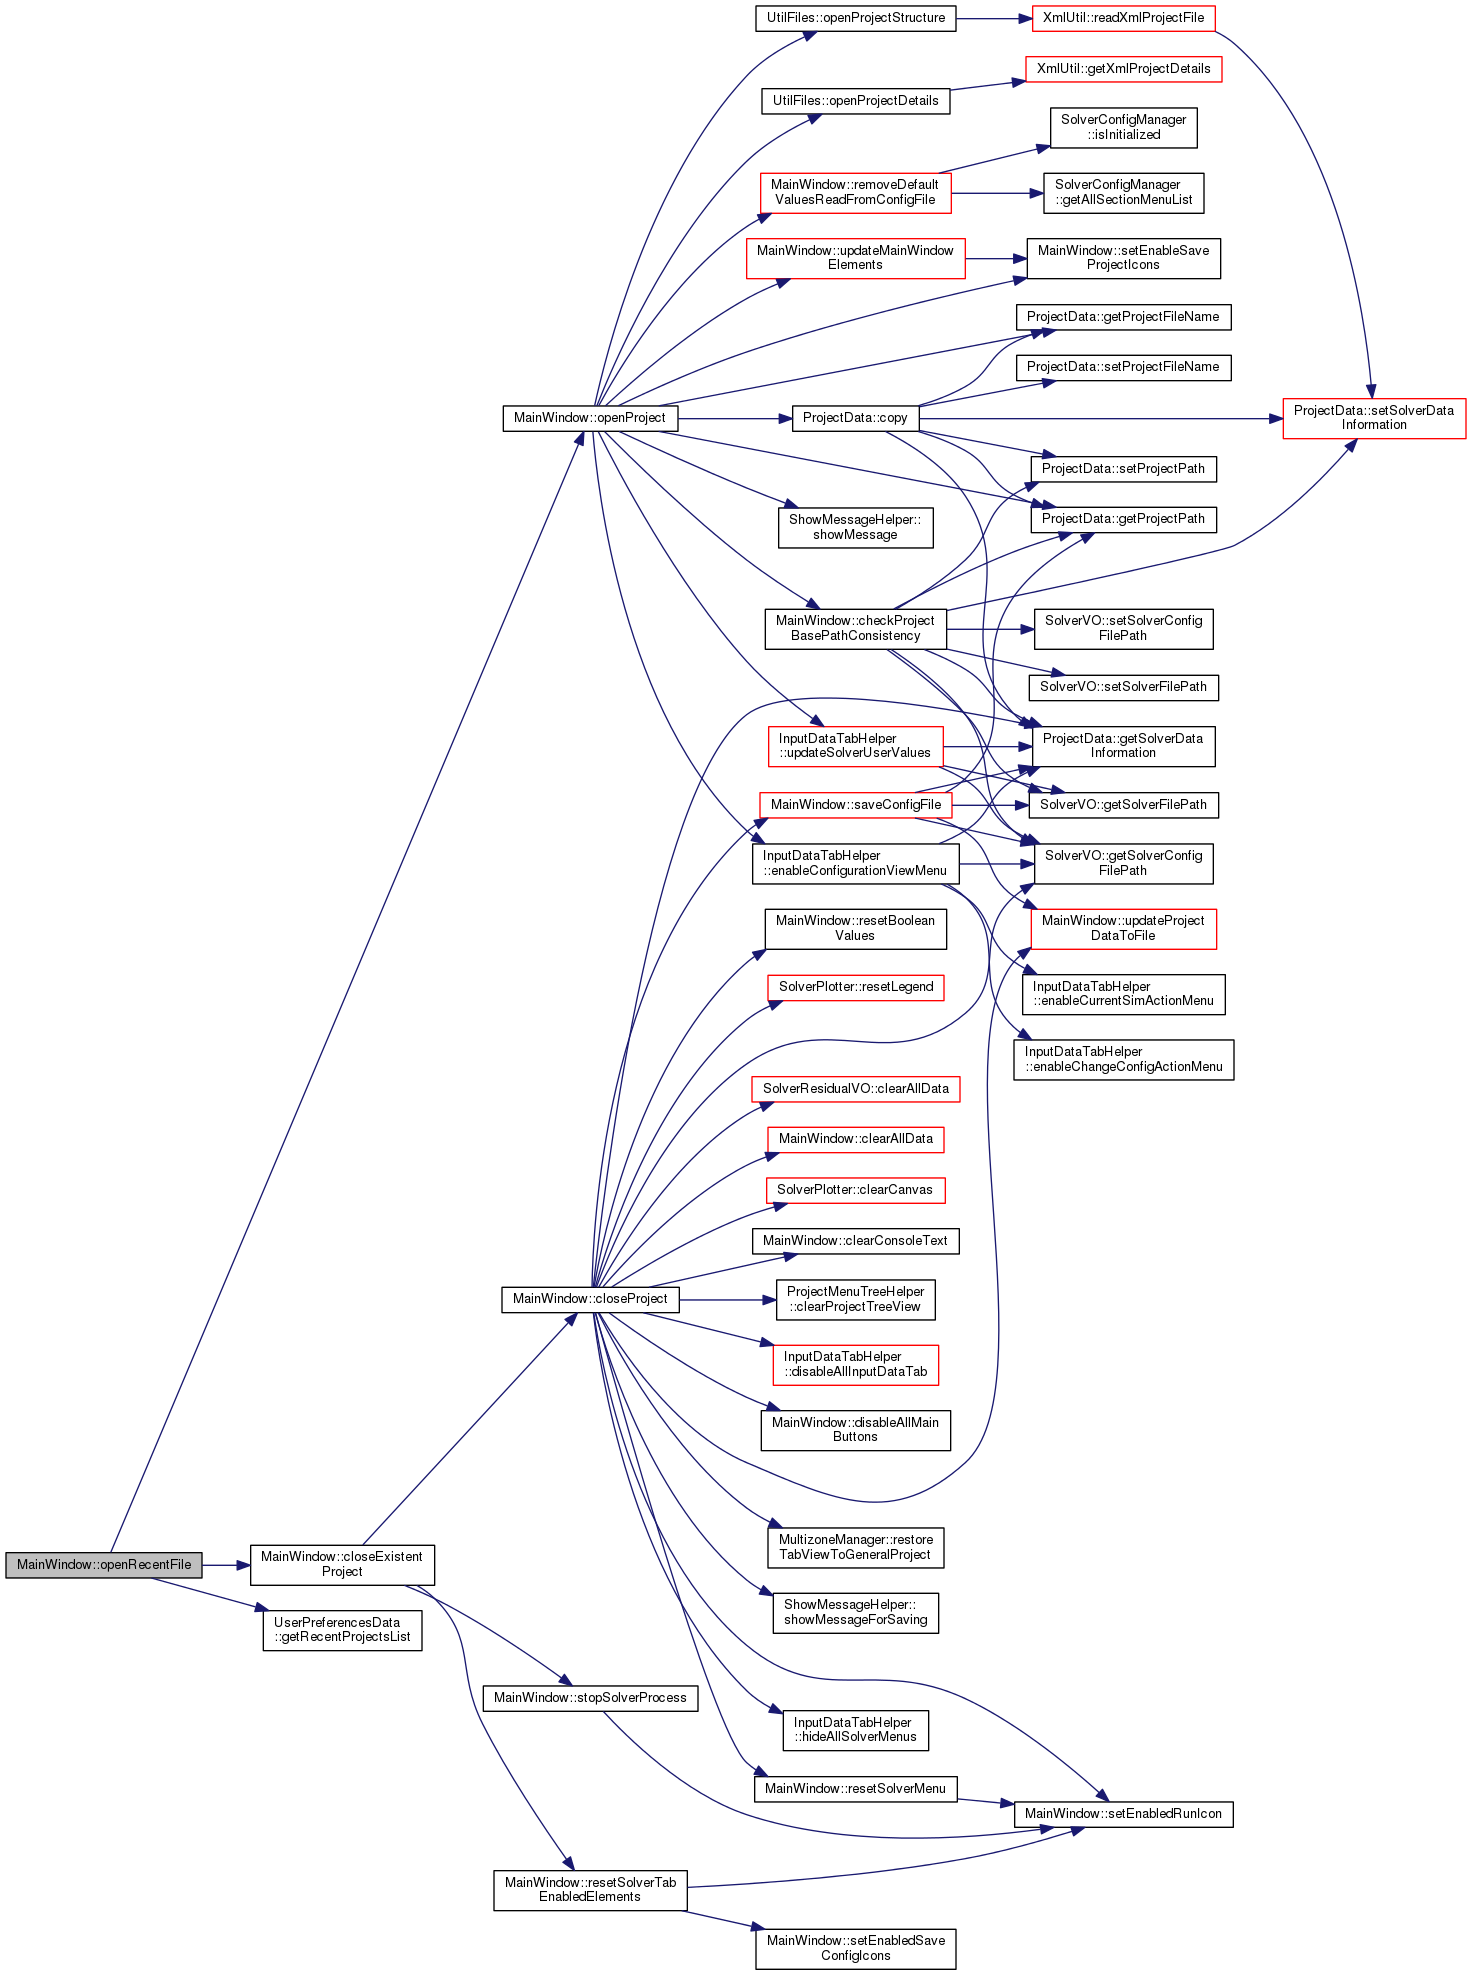 UtilFiles::openProjectStructure
XmlUtil::readXmlProjectFile
XmlUtil::getXmlProjectDetails
UtilFiles::openProjectDetails
SolverConfigManager
::isInitialized
MainWindow::removeDefault
ValuesReadFromConfigFile
SolverConfigManager
::getAllSectionMenuList
MainWindow::updateMainWindow
Elements
MainWindow::setEnableSave
ProjectIcons
ProjectData::getProjectFileName
ProjectData::setProjectFileName
MainWindow::openProject
ProjectData::copy
ProjectData::setSolverData
Information
ProjectData::setProjectPath
ShowMessageHelper::
showMessage
ProjectData::getProjectPath
MainWindow::checkProject
BasePathConsistency
SolverVO::setSolverConfig
FilePath
SolverVO::setSolverFilePath
InputDataTabHelper
::updateSolverUserValues
ProjectData::getSolverData
Information
MainWindow::saveConfigFile
SolverVO::getSolverFilePath
InputDataTabHelper
::enableConfigurationViewMenu
SolverVO::getSolverConfig
FilePath
MainWindow::resetBoolean
Values
MainWindow::updateProject
DataToFile
SolverPlotter::resetLegend
InputDataTabHelper
::enableCurrentSimActionMenu
InputDataTabHelper
::enableChangeConfigActionMenu
SolverResidualVO::clearAllData
MainWindow::clearAllData
SolverPlotter::clearCanvas
MainWindow::clearConsoleText
MainWindow::closeProject
ProjectMenuTreeHelper
::clearProjectTreeView
InputDataTabHelper
::disableAllInputDataTab
MainWindow::disableAllMain
Buttons
MultizoneManager::restore
TabViewToGeneralProject
MainWindow::openRecentFile
MainWindow::closeExistent
Project
ShowMessageHelper::
showMessageForSaving
UserPreferencesData
::getRecentProjectsList
MainWindow::stopSolverProcess
InputDataTabHelper
::hideAllSolverMenus
MainWindow::resetSolverMenu
MainWindow::setEnabledRunIcon
MainWindow::resetSolverTab
EnabledElements
MainWindow::setEnabledSave
ConfigIcons